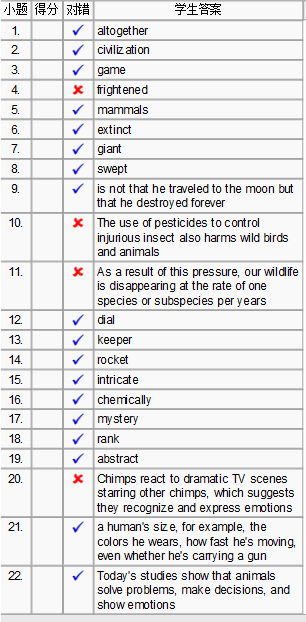 小题 得分 对错 学生答案
1. altogether
2. civilization
3. game
4. frightened
5. mammals
6. extinct
7. giant
8. swept
9. is not that he traveled to the moon but
that he destroyed forever
10. The use of pesticides to control
injurious insect also harms wild birds
and animals
11. As a result of this pressure, our wildlife
is disappearing at the rate of one
species or subspecies per years
12. dial
13. keeper
14. rocket
15. intricate
16. chemically
17. mystery
18. rank
19. abstract
20. Chimps react to dramatic TV scenes
starring other chimps, which suggests
they recognize and express emotions
21. a human's size, for example, the
colors he wears, how fast he's moving,
even whether he's carrying a gun
22. Today's studies show that animals
solve problems, make decisions, and
show emotions